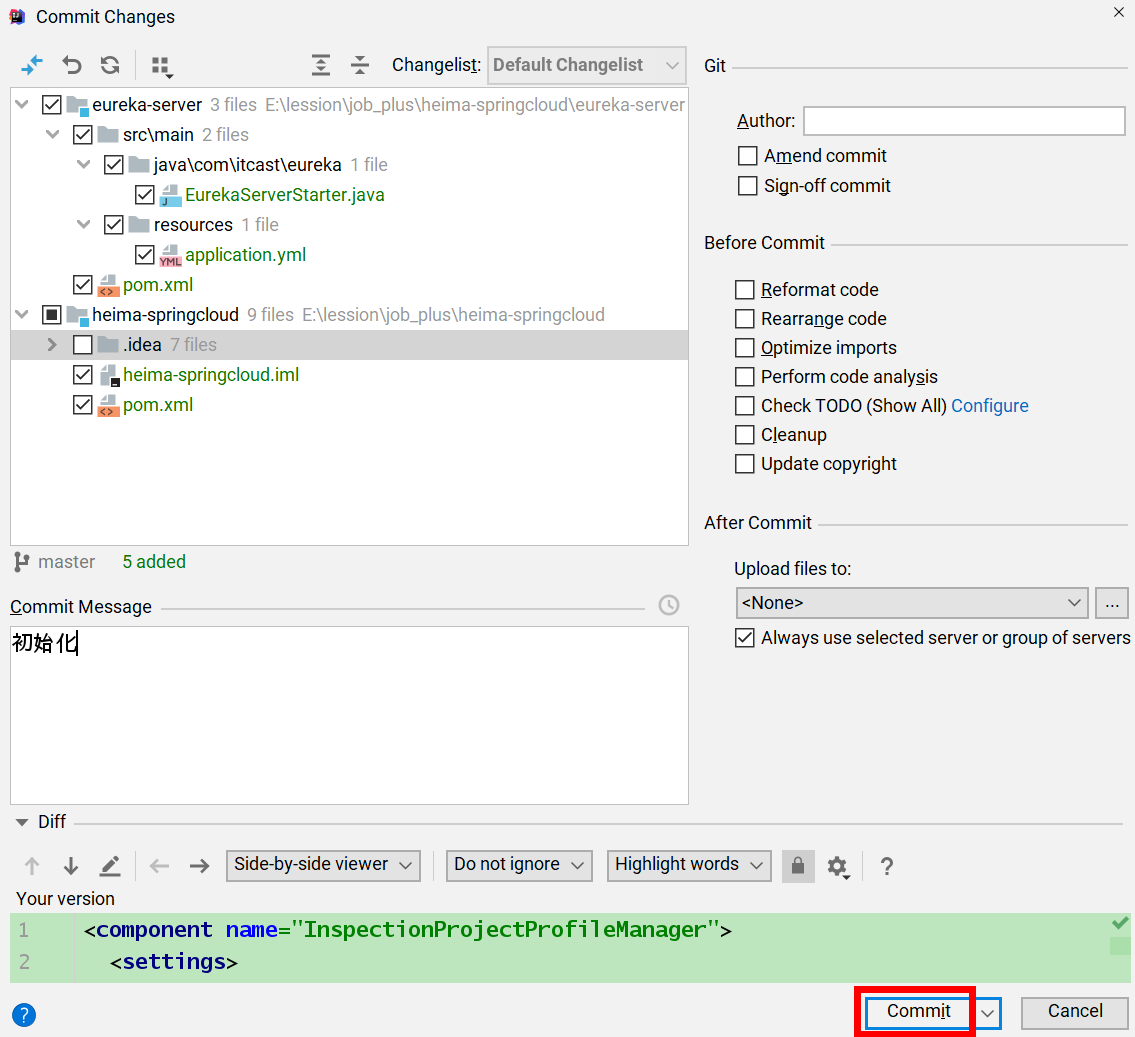 Commit Changes
Changelist: Default Changelist
eureka-server 3 files E:\lession\job_plus\heima-springcloud\eureka-server
src\main 2 files
java\com\itcast\eureka 1 file
EurekaServerStarter.java
resources 1 file
YML application.yml
pom.xml
heima-springcloud 9 files E:\lession\job_plus\heima-springcloud
.idea 7 files
heima-springcloud.iml
pom.xml
master 5 added
Commit Message
初始化
Git
Author:
Amend commit
Sign-off commit
Before Commit
Reformat code
Rearrange code
Optimize imports
Perform code analysis
Check TODO (Show All) Configure
Cleanup
Update copyright
After Commit
Upload files to:
<None> ...
Always use selected server or group of servers
Diff
Side-by-side viewer Do not ignore Highlight words ?
Your version
1 <component name="InspectionProjectProfileManager">
2 <settings>
? Commit Cancel